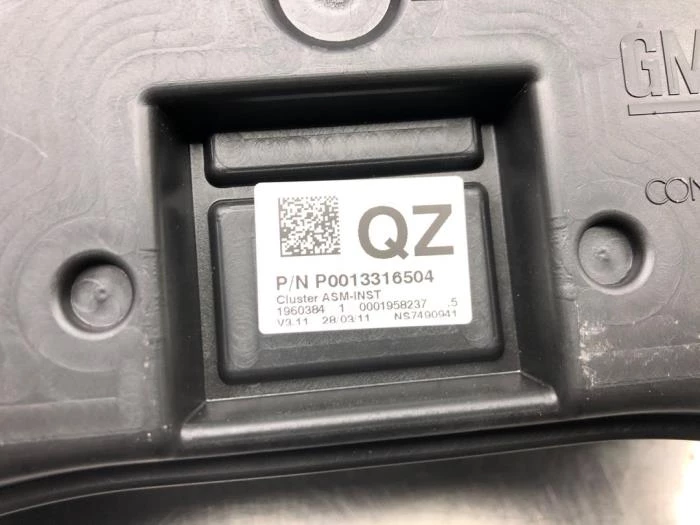 GM
CON
QZ
P/N P0013316504
Cluster ASM-INST
1960384 1 0001958237 .5
V3.11 28/03/11 NS7490941